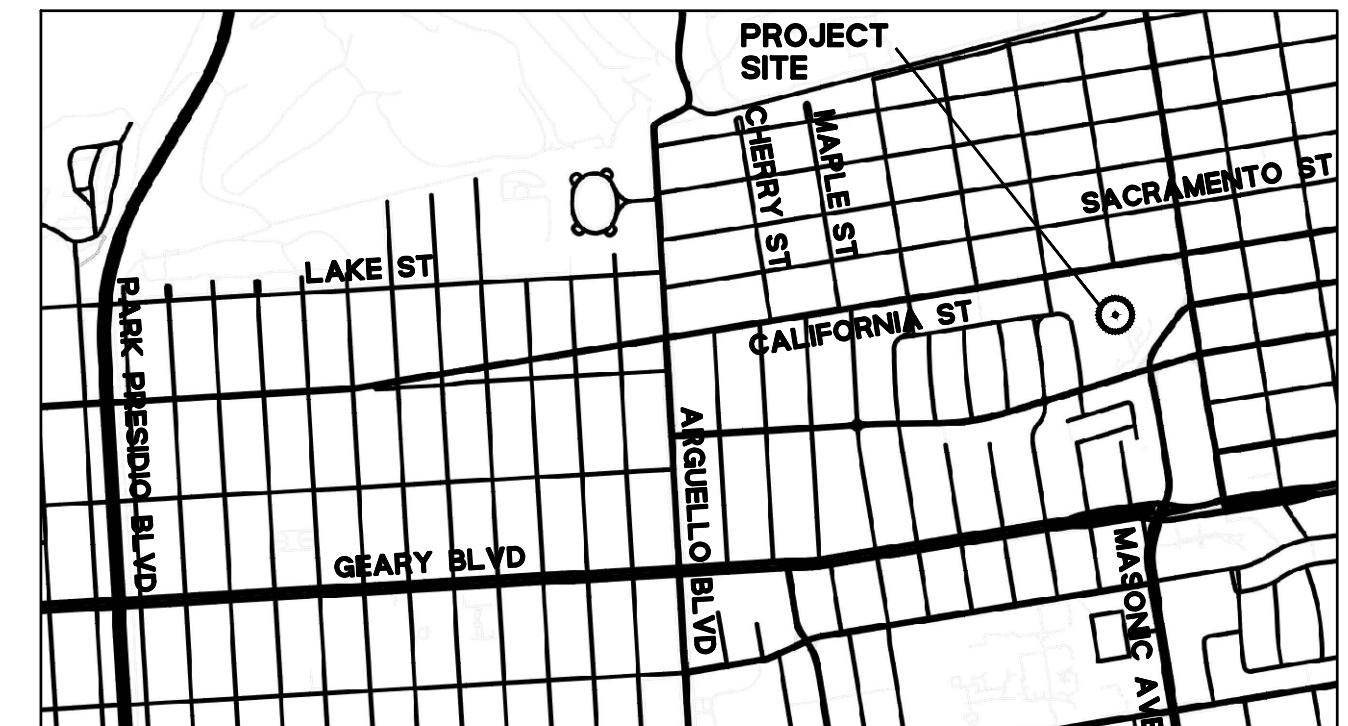 PROJECT
SITE
CHERRY ST
MAPLE ST
SACRAMENTO ST
LAKE ST
CALIFORNIA ST
PARK PRESIDIO BLVD
ARGUELLO BLVD
GEARY BLVD
MASONIC AVE